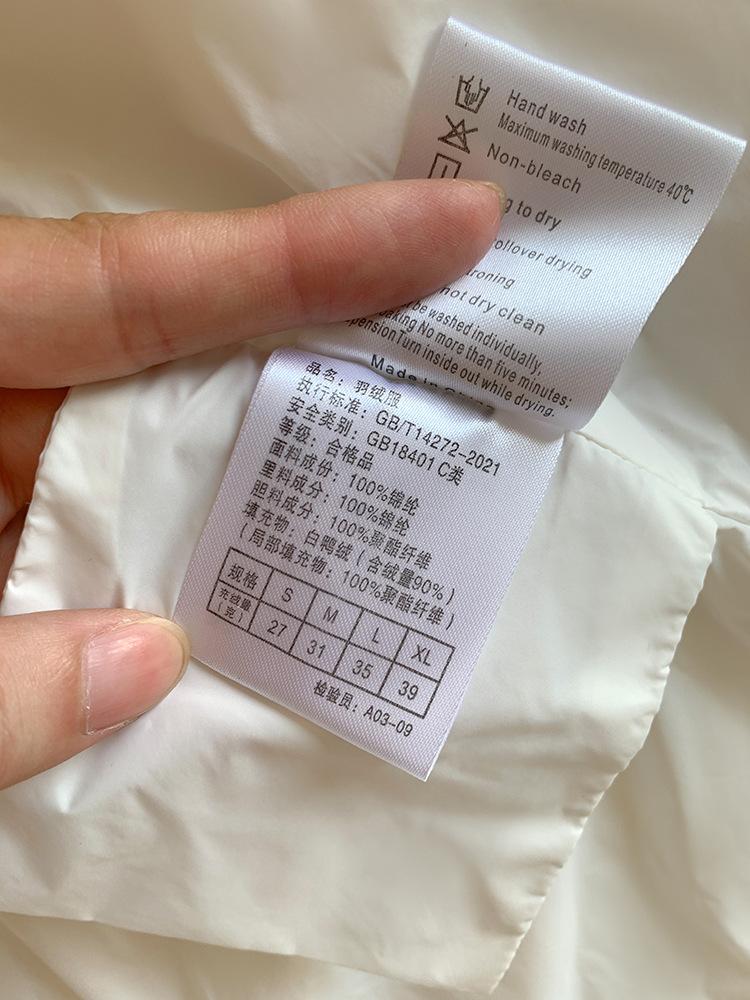 Hand wash
Maximum washing temperature 40℃
Non-bleach
to dry
drying
not dry clean
be washed individually.
No more than five minutes;
Turn inside out while drying.
Made in
品名：羽绒服
执行标准：GB/T14272-2021
安全类别：GB18401 C类
等级：合格品
面料成份：100%锦纶
里料成分：100%锦纶
胆料成分：100%聚酯纤维
填充物：白鸭绒（含绒量90%）
（局部填充物：100%聚酯纤维）
规格 S M L XL
充绒量（克） 27 31 35 39
检验员：A03-09